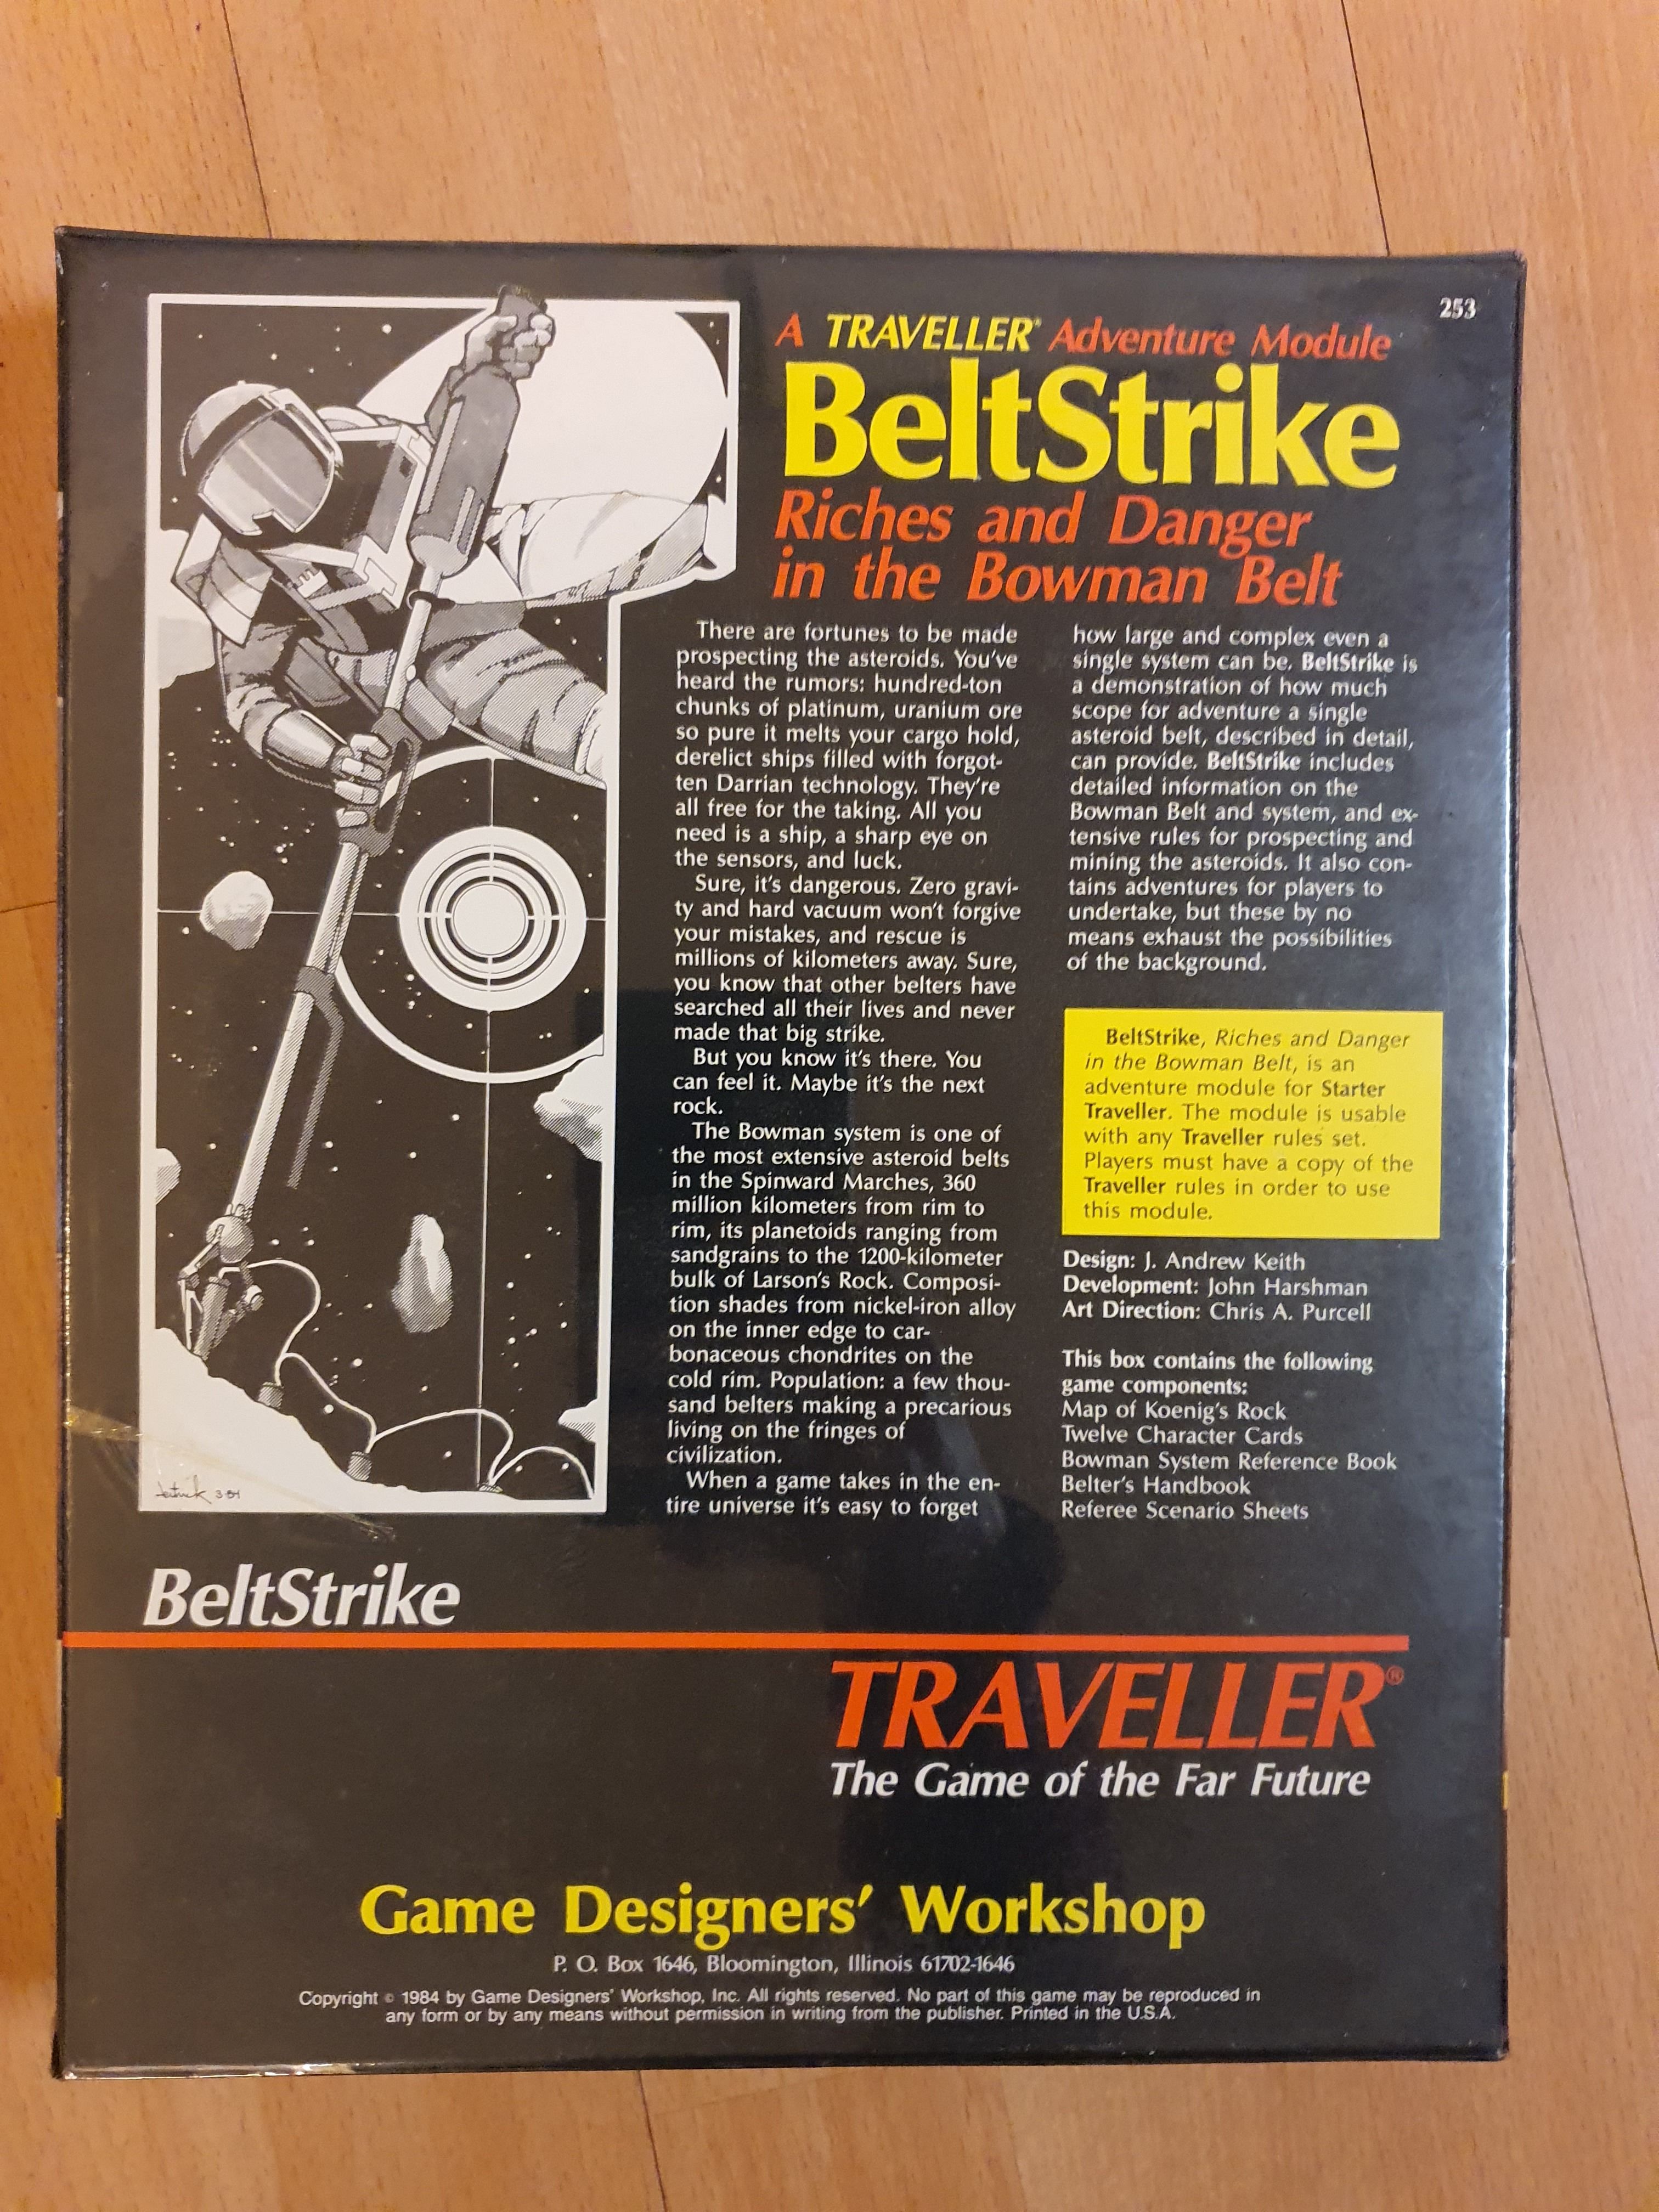 253
A TRAVELLER® Adventure Module
BeltStrike
Riches and Danger
in the Bowman Belt
There are fortunes to be made
prospecting the asteroids. You've
heard the rumors: hundred-ton
chunks of platinum, uranium ore
so pure it melts your cargo hold,
derelict ships filled with forgot-
ten Darrian technology. They're
all free for the taking. All you
need is a ship, a sharp eye on
the sensors, and luck.
Sure, it's dangerous. Zero gravi-
ty and hard vacuum won't forgive
your mistakes, and rescue is
millions of kilometers away. Sure,
you know that other belters have
searched all their lives and never
made that big strike.
But you know it's there. You
can feel it. Maybe it's the next
rock.
The Bowman system is one of
the most extensive asteroid belts
in the Spinward Marches, 360
million kilometers from rim to
rim, its planetoids ranging from
sandgrains to the 1200-kilometer
bulk of Larson's Rock. Composi-
tion shades from nickel-iron alloy
on the inner edge to car-
bonaceous chondrites on the
cold rim. Population: a few thou-
sand belters making a precarious
living on the fringes of
civilization.
When a game takes in the en-
tire universe it's easy to forget
how large and complex even a
single system can be. BeltStrike is
a demonstration of how much
scope for adventure a single
asteroid belt, described in detail,
can provide. BeltStrike includes
detailed information on the
Bowman Belt and system, and ex-
tensive rules for prospecting and
mining the asteroids. It also con-
tains adventures for players to
undertake, but these by no
means exhaust the possibilities
of the background.
BeltStrike, Riches and Danger
in the Bowman Belt, is an
adventure module for Starter
Traveller. The module is usable
with any Traveller rules set.
Players must have a copy of the
Traveller rules in order to use
this module.
Design: J. Andrew Keith
Development: John Harshman
Art Direction: Chris A. Purcell
This box contains the following
game components:
Map of Koenig's Rock
Twelve Character Cards
Bowman System Reference Book
Belter's Handbook
Referee Scenario Sheets
BeltStrike
TRAVELLER®
The Game of the Far Future
Game Designers' Workshop
P. O. Box 1646, Bloomington, Illinois 61702-1646
Copyright © 1984 by Game Designers' Workshop, Inc. All rights reserved. No part of this game may be reproduced in
any form or by any means without permission in writing from the publisher. Printed in the U.S.A.